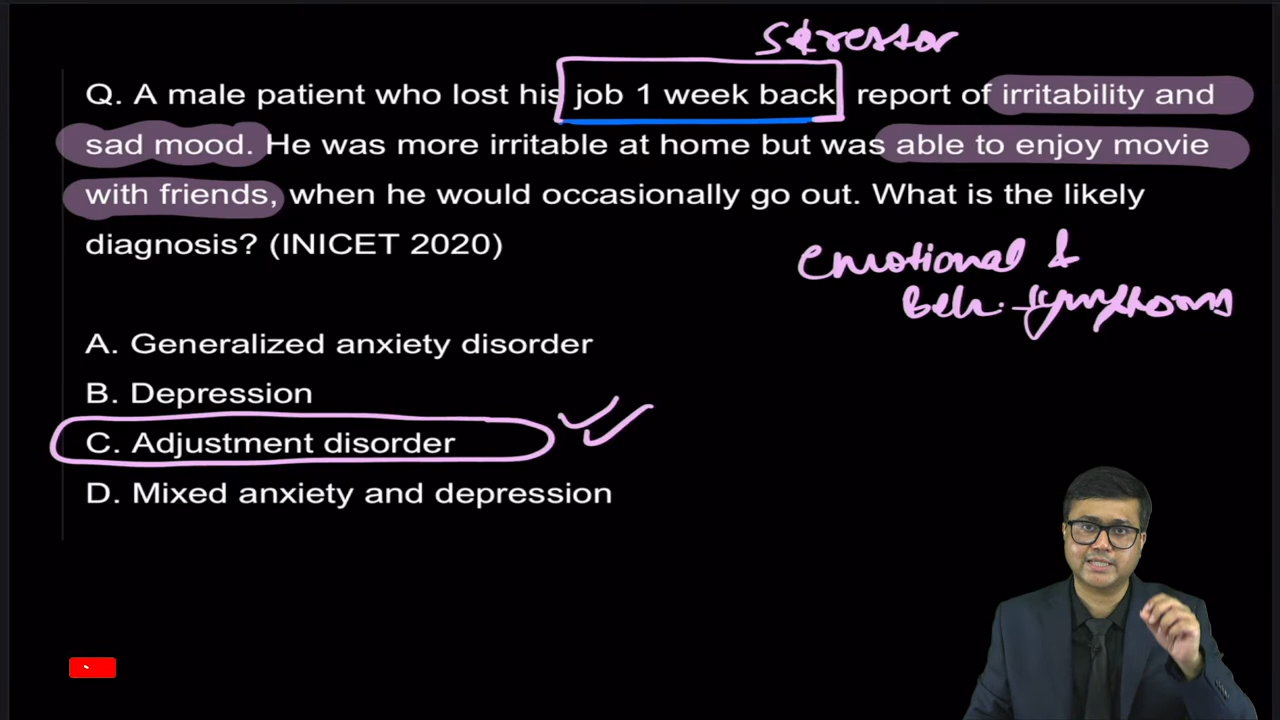 Stressor
Q. A male patient who lost his job 1 week back report of irritability and
sad mood. He was more irritable at home but was able to enjoy movie
with friends, when he would occasionally go out. What is the likely
diagnosis? (INICET 2020)
emotional &
Beh. symptoms
A. Generalized anxiety disorder
B. Depression
C. Adjustment disorder
D. Mixed anxiety and depression